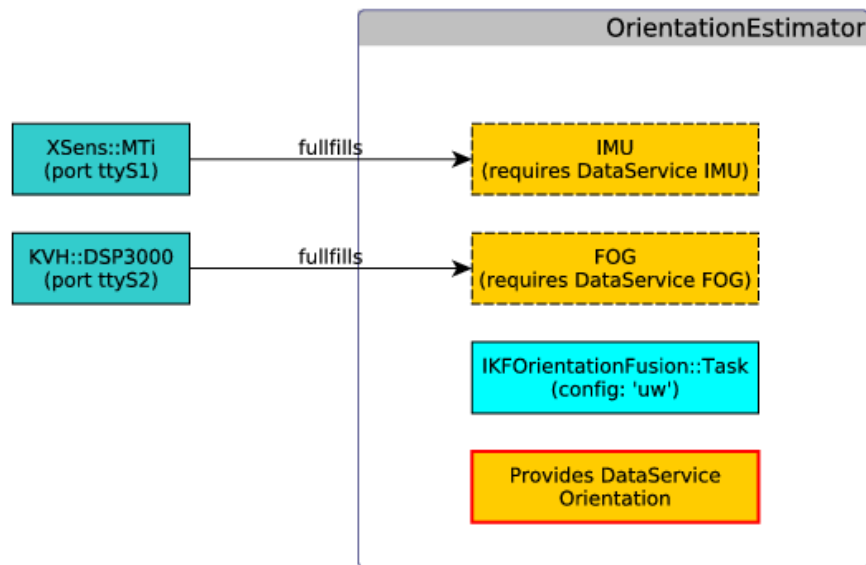 OrientationEstimator
XSens::MTi
(port ttyS1)
fullfills
IMU
(requires DataService IMU)
KVH::DSP3000
(port ttyS2)
fullfills
FOG
(requires DataService FOG)
IKFOrientationFusion::Task
(config: 'uw')
Provides DataService
Orientation